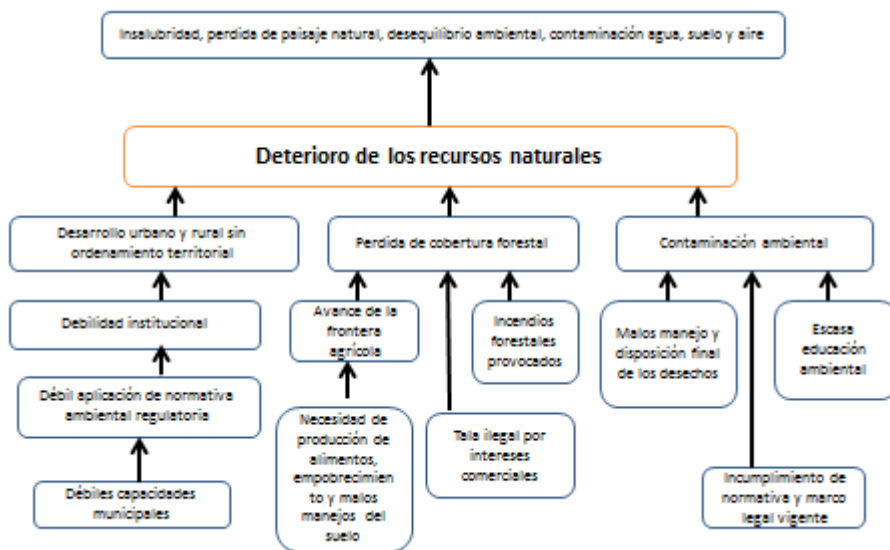 Insalubridad, perdida de paisaje natural, desequilibrio ambiental, contaminación agua, suelo y aire
Deterioro de los recursos naturales
Desarrollo urbano y rural sin
ordenamiento territorial
Perdida de cobertura forestal
Contaminación ambiental
Debilidad institucional
Avance de la
frontera
agrícola
Incendios
forestales
provocados
Malos manejo y
disposición final
de los desechos
Escasa
educación
ambiental
Débil aplicación de normativa
ambiental regulatoria
Necesidad de
producción de
alimentos,
empobrecimien
to y malos
manejos del
suelo
Tala ilegal por
intereses
comerciales
Débiles capacidades
municipales
Incumplimiento de
normativa y marco
legal vigente